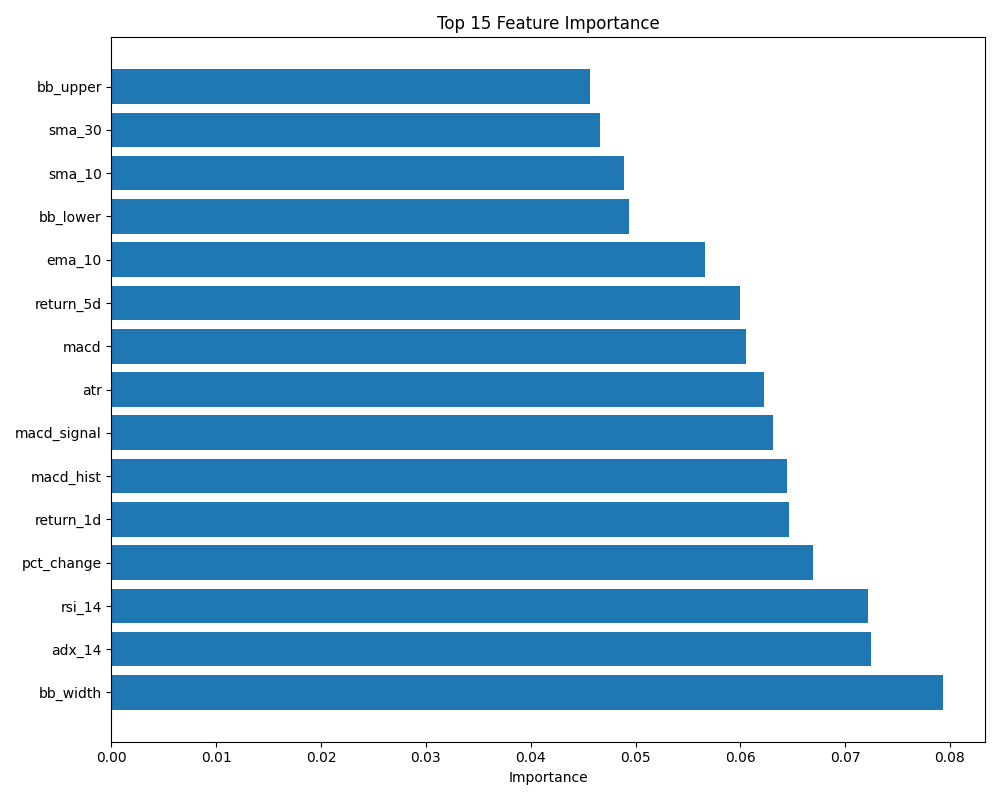 Top 15 Feature Importance
bb_upper
sma_30
sma_10
bb_lower
ema_10
return_5d
macd
atr
macd_signal
macd_hist
return_1d
pct_change
rsi_14
adx_14
bb_width
0.00 0.01 0.02 0.03 0.04 0.05 0.06 0.07 0.08
Importance